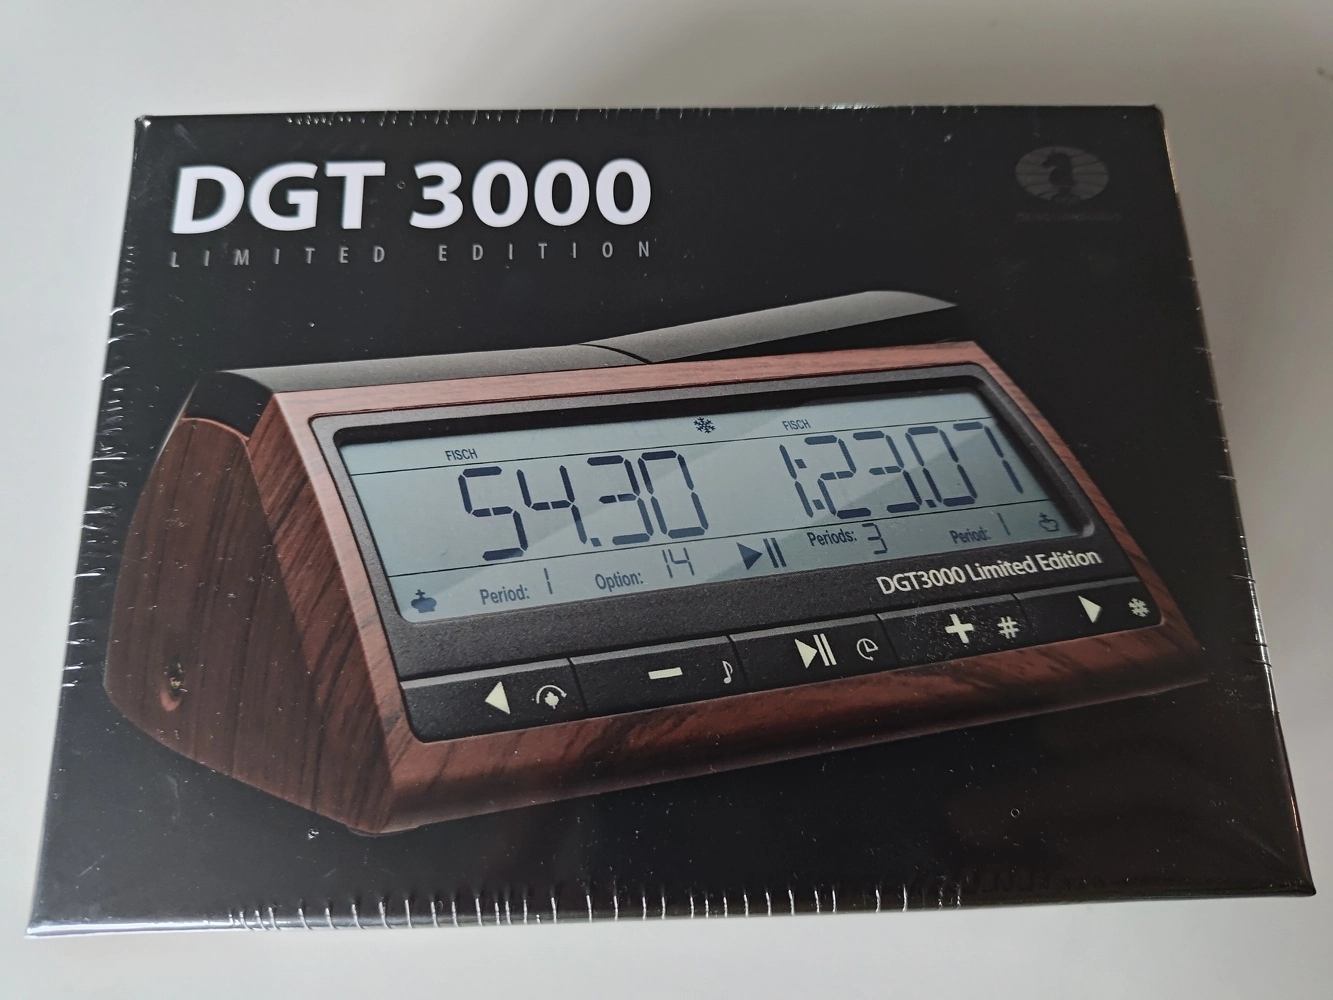 DGT 3000
LIMITED EDITION
FISCH FISCH
54.30 1:23.07
Period: 1 Option: 14 Periods: 3 Period: 1
DGT3000 Limited Edition
- + #